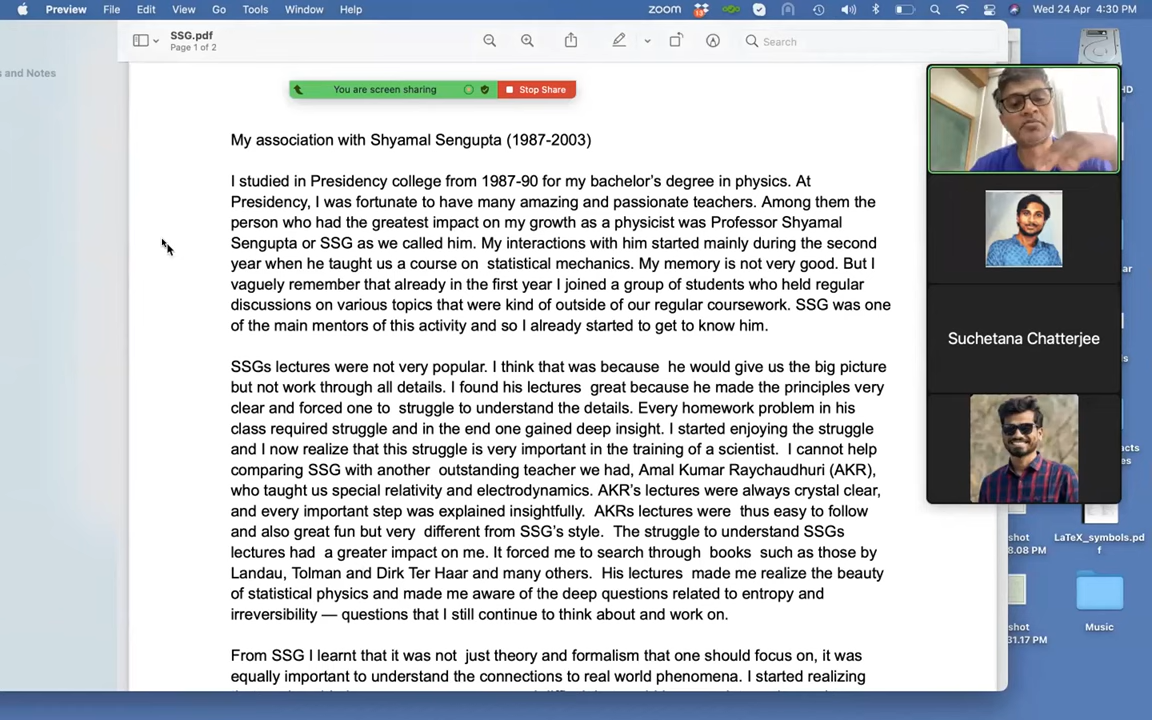 Preview File Edit View Go Tools Window Help zoom Wed 24 Apr 4:30 PM
SSG.pdf
Page 1 of 2
Search
s and Notes
You are screen sharing Stop Share
HD
My association with Shyamal Sengupta (1987-2003)
I studied in Presidency college from 1987-90 for my bachelor's degree in physics. At
Presidency, I was fortunate to have many amazing and passionate teachers. Among them the
person who had the greatest impact on my growth as a physicist was Professor Shyamal
Sengupta or SSG as we called him. My interactions with him started mainly during the second
year when he taught us a course on statistical mechanics. My memory is not very good. But I
vaguely remember that already in the first year I joined a group of students who held regular
discussions on various topics that were kind of outside of our regular coursework. SSG was one
of the main mentors of this activity and so I already started to get to know him.
SSGs lectures were not very popular. I think that was because he would give us the big picture
but not work through all details. I found his lectures great because he made the principles very
clear and forced one to struggle to understand the details. Every homework problem in his
class required struggle and in the end one gained deep insight. I started enjoying the struggle
and I now realize that this struggle is very important in the training of a scientist. I cannot help
comparing SSG with another outstanding teacher we had, Amal Kumar Raychaudhuri (AKR),
who taught us special relativity and electrodynamics. AKR's lectures were always crystal clear,
and every important step was explained insightfully. AKRs lectures were thus easy to follow
and also great fun but very different from SSG's style. The struggle to understand SSGs
lectures had a greater impact on me. It forced me to search through books such as those by
Landau, Tolman and Dirk Ter Haar and many others. His lectures made me realize the beauty
of statistical physics and made me aware of the deep questions related to entropy and
irreversibility — questions that I still continue to think about and work on.
From SSG I learnt that it was not just theory and formalism that one should focus on, it was
equally important to understand the connections to real world phenomena. I started realizing
Suchetana Chatterjee
LaTeX_symbols.pd
f
shot
8.08 PM
shot
31.17 PM
Music